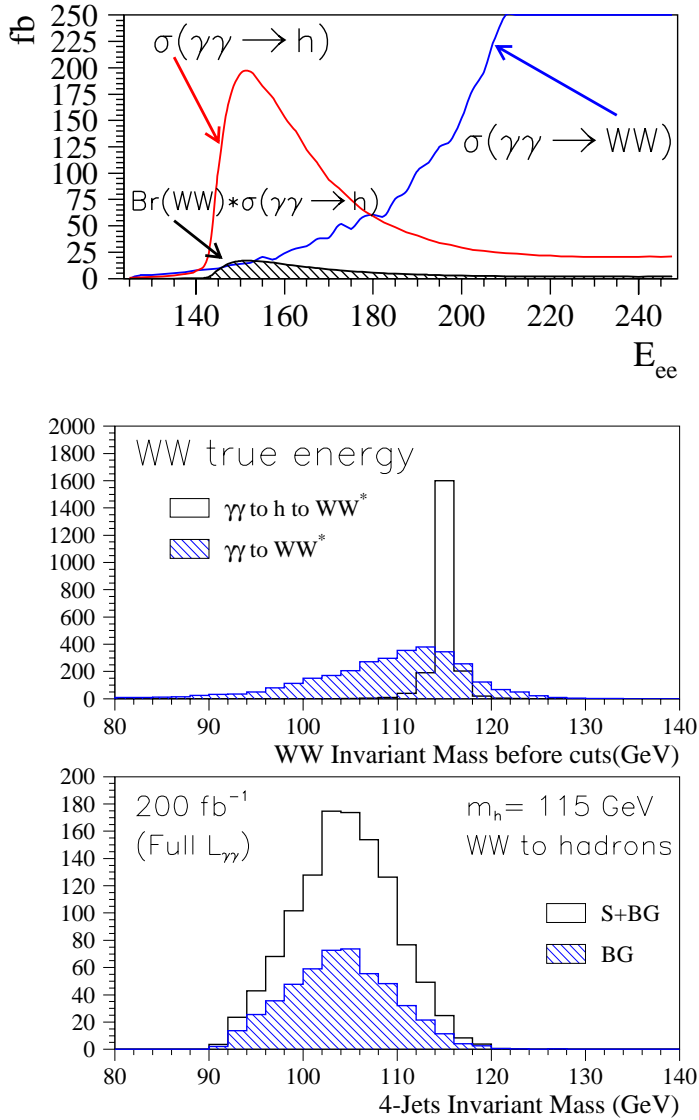 fb
250
225
200
175
150
125
100
75
50
25
0
σ(γγ → h)
σ(γγ → WW)
Br(WW)*σ(γγ → h)
140 160 180 200 220 240
E_ee
2000
1800
1600
1400
1200
1000
800
600
400
200
0
WW true energy
γγ to h to WW*
γγ to WW*
80 90 100 110 120 130 140
WW Invariant Mass before cuts(GeV)
200
180
160
140
120
100
80
60
40
20
0
200 fb⁻¹
(Full L_γγ)
m_h= 115 GeV
WW to hadrons
S+BG
BG
80 90 100 110 120 130 140
4-Jets Invariant Mass (GeV)